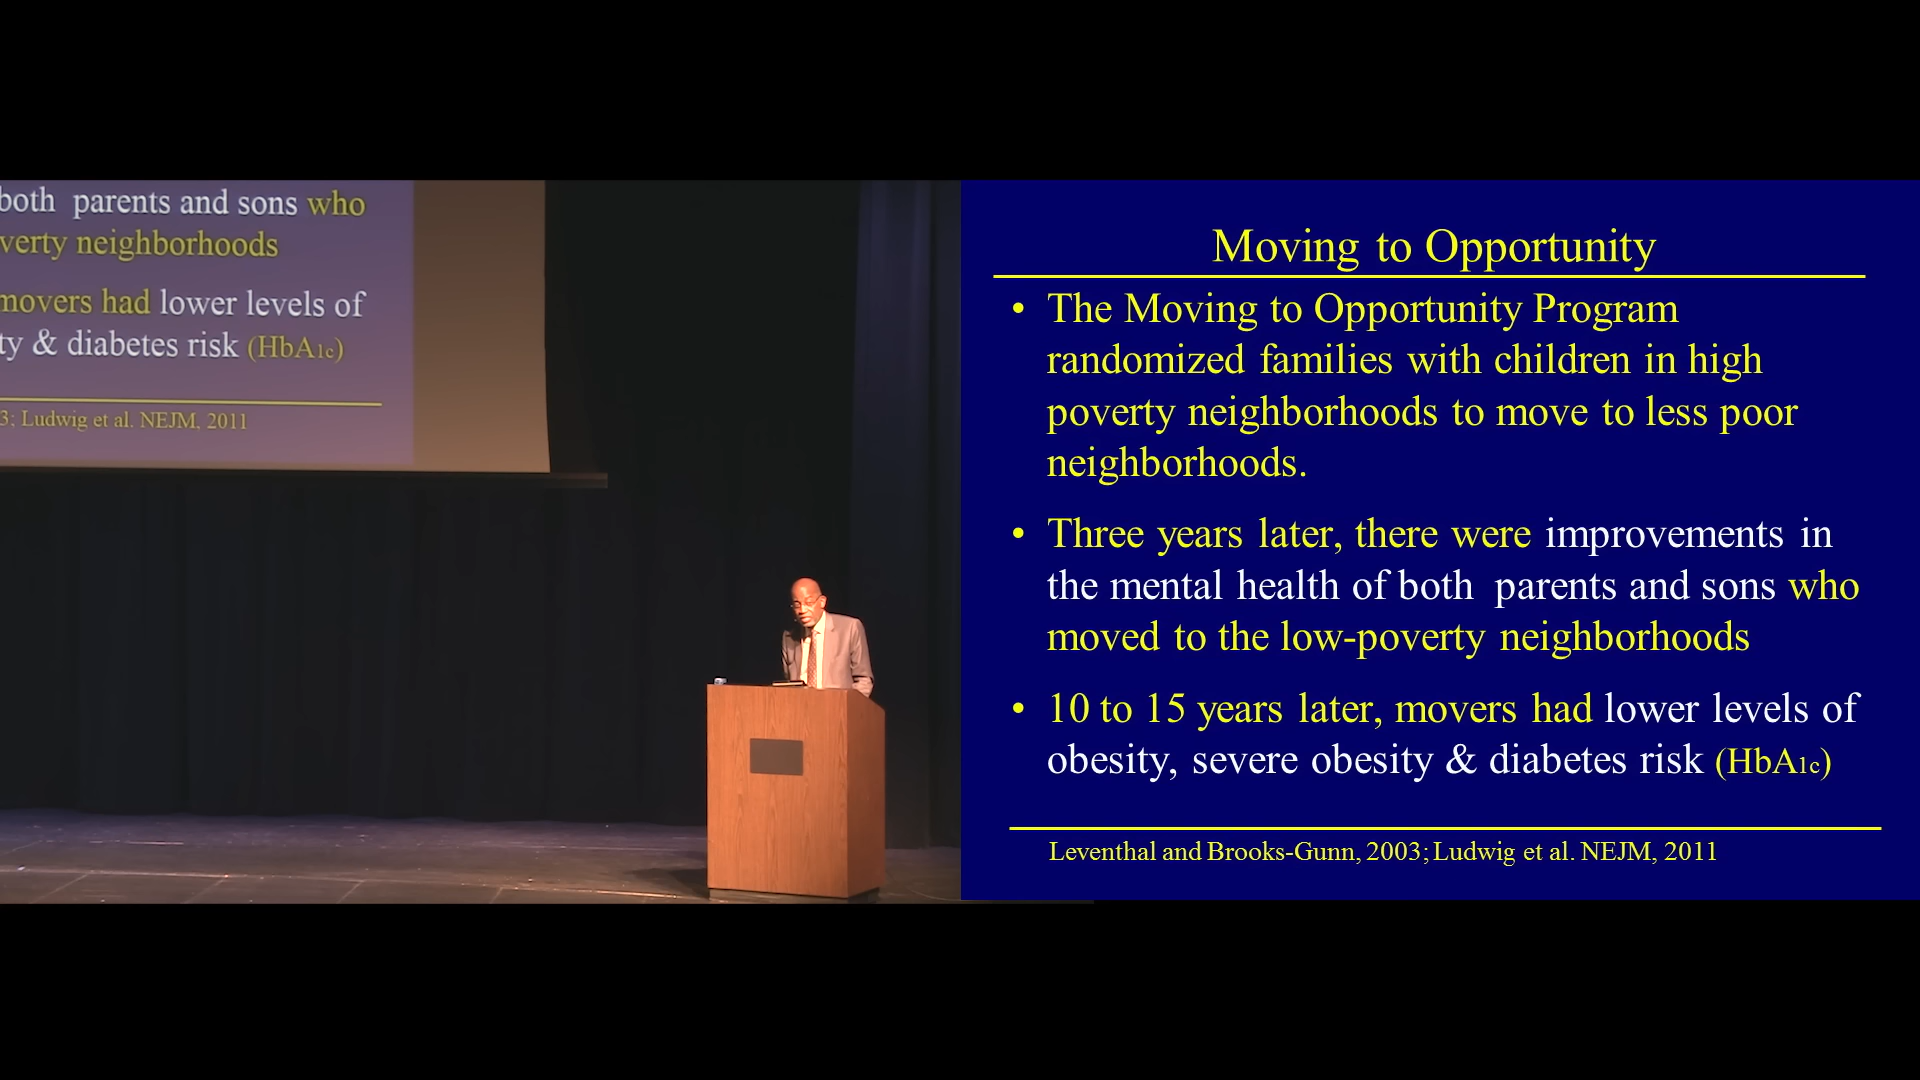 both parents and sons who
verty neighborhoods
movers had lower levels of
ty & diabetes risk (HbA1c)
3; Ludwig et al. NEJM, 2011
Moving to Opportunity
• The Moving to Opportunity Program
randomized families with children in high
poverty neighborhoods to move to less poor
neighborhoods.
• Three years later, there were improvements in
the mental health of both parents and sons who
moved to the low-poverty neighborhoods
• 10 to 15 years later, movers had lower levels of
obesity, severe obesity & diabetes risk (HbA1c)
Leventhal and Brooks-Gunn, 2003; Ludwig et al. NEJM, 2011